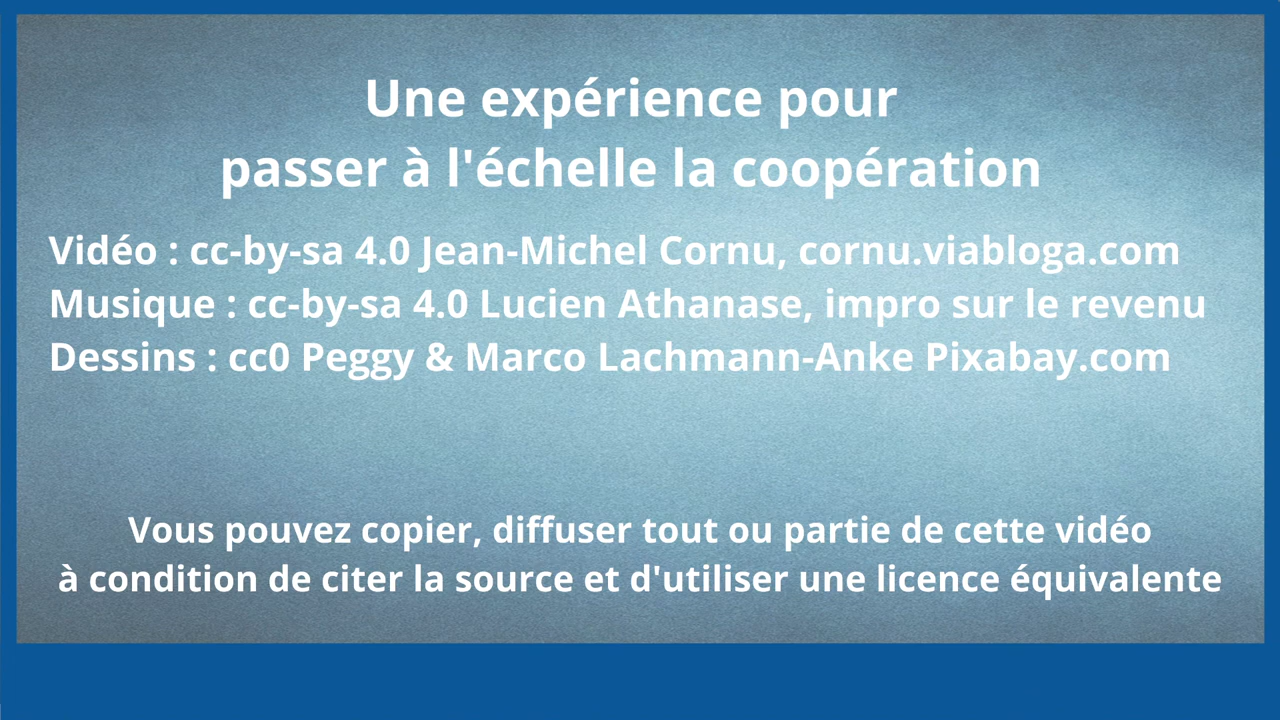 Une expérience pour
passer à l'échelle la coopération
Vidéo : cc-by-sa 4.0 Jean-Michel Cornu, cornu.viabloga.com
Musique : cc-by-sa 4.0 Lucien Athanase, impro sur le revenu
Dessins : cc0 Peggy & Marco Lachmann-Anke Pixabay.com
Vous pouvez copier, diffuser tout ou partie de cette vidéo
à condition de citer la source et d'utiliser une licence équivalente